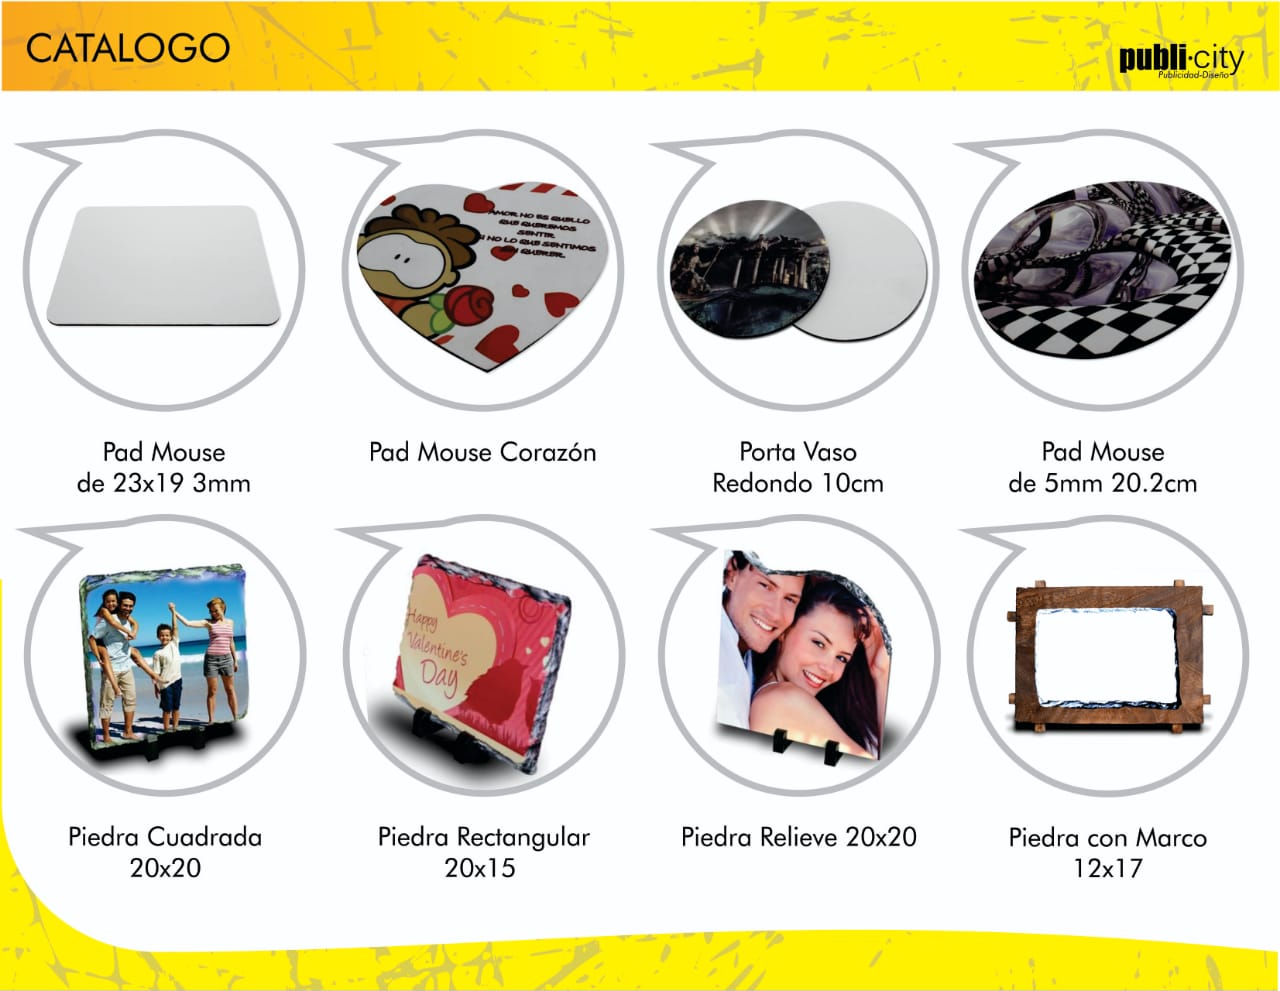 CATALOGO
publi·city
Publicidad-Diseño
AMOR NO ES QUELLO
QUE QUEREMOS
SENTIR
SI NO LO QUE SENTIMOS
QUERER.
Pad Mouse
de 23x19 3mm
Pad Mouse Corazón
Porta Vaso
Redondo 10cm
Pad Mouse
de 5mm 20.2cm
Happy
Valentine's
Day
Piedra Cuadrada
20x20
Piedra Rectangular
20x15
Piedra Relieve 20x20
Piedra con Marco
12x17